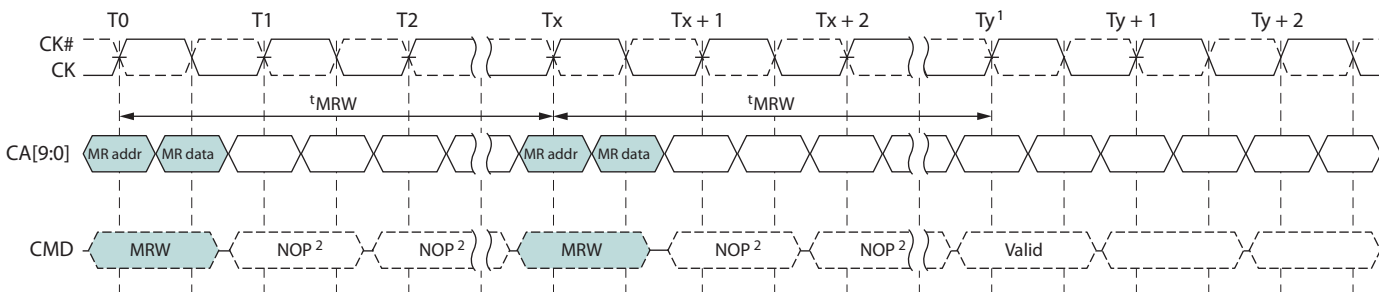 T0 T1 T2 Tx Tx + 1 Tx + 2 Ty¹ Ty + 1 Ty + 2
CK#
CK
ᵗMRW ᵗMRW
CA[9:0] MR addr MR data MR addr MR data
CMD MRW NOP² NOP² MRW NOP² NOP² Valid